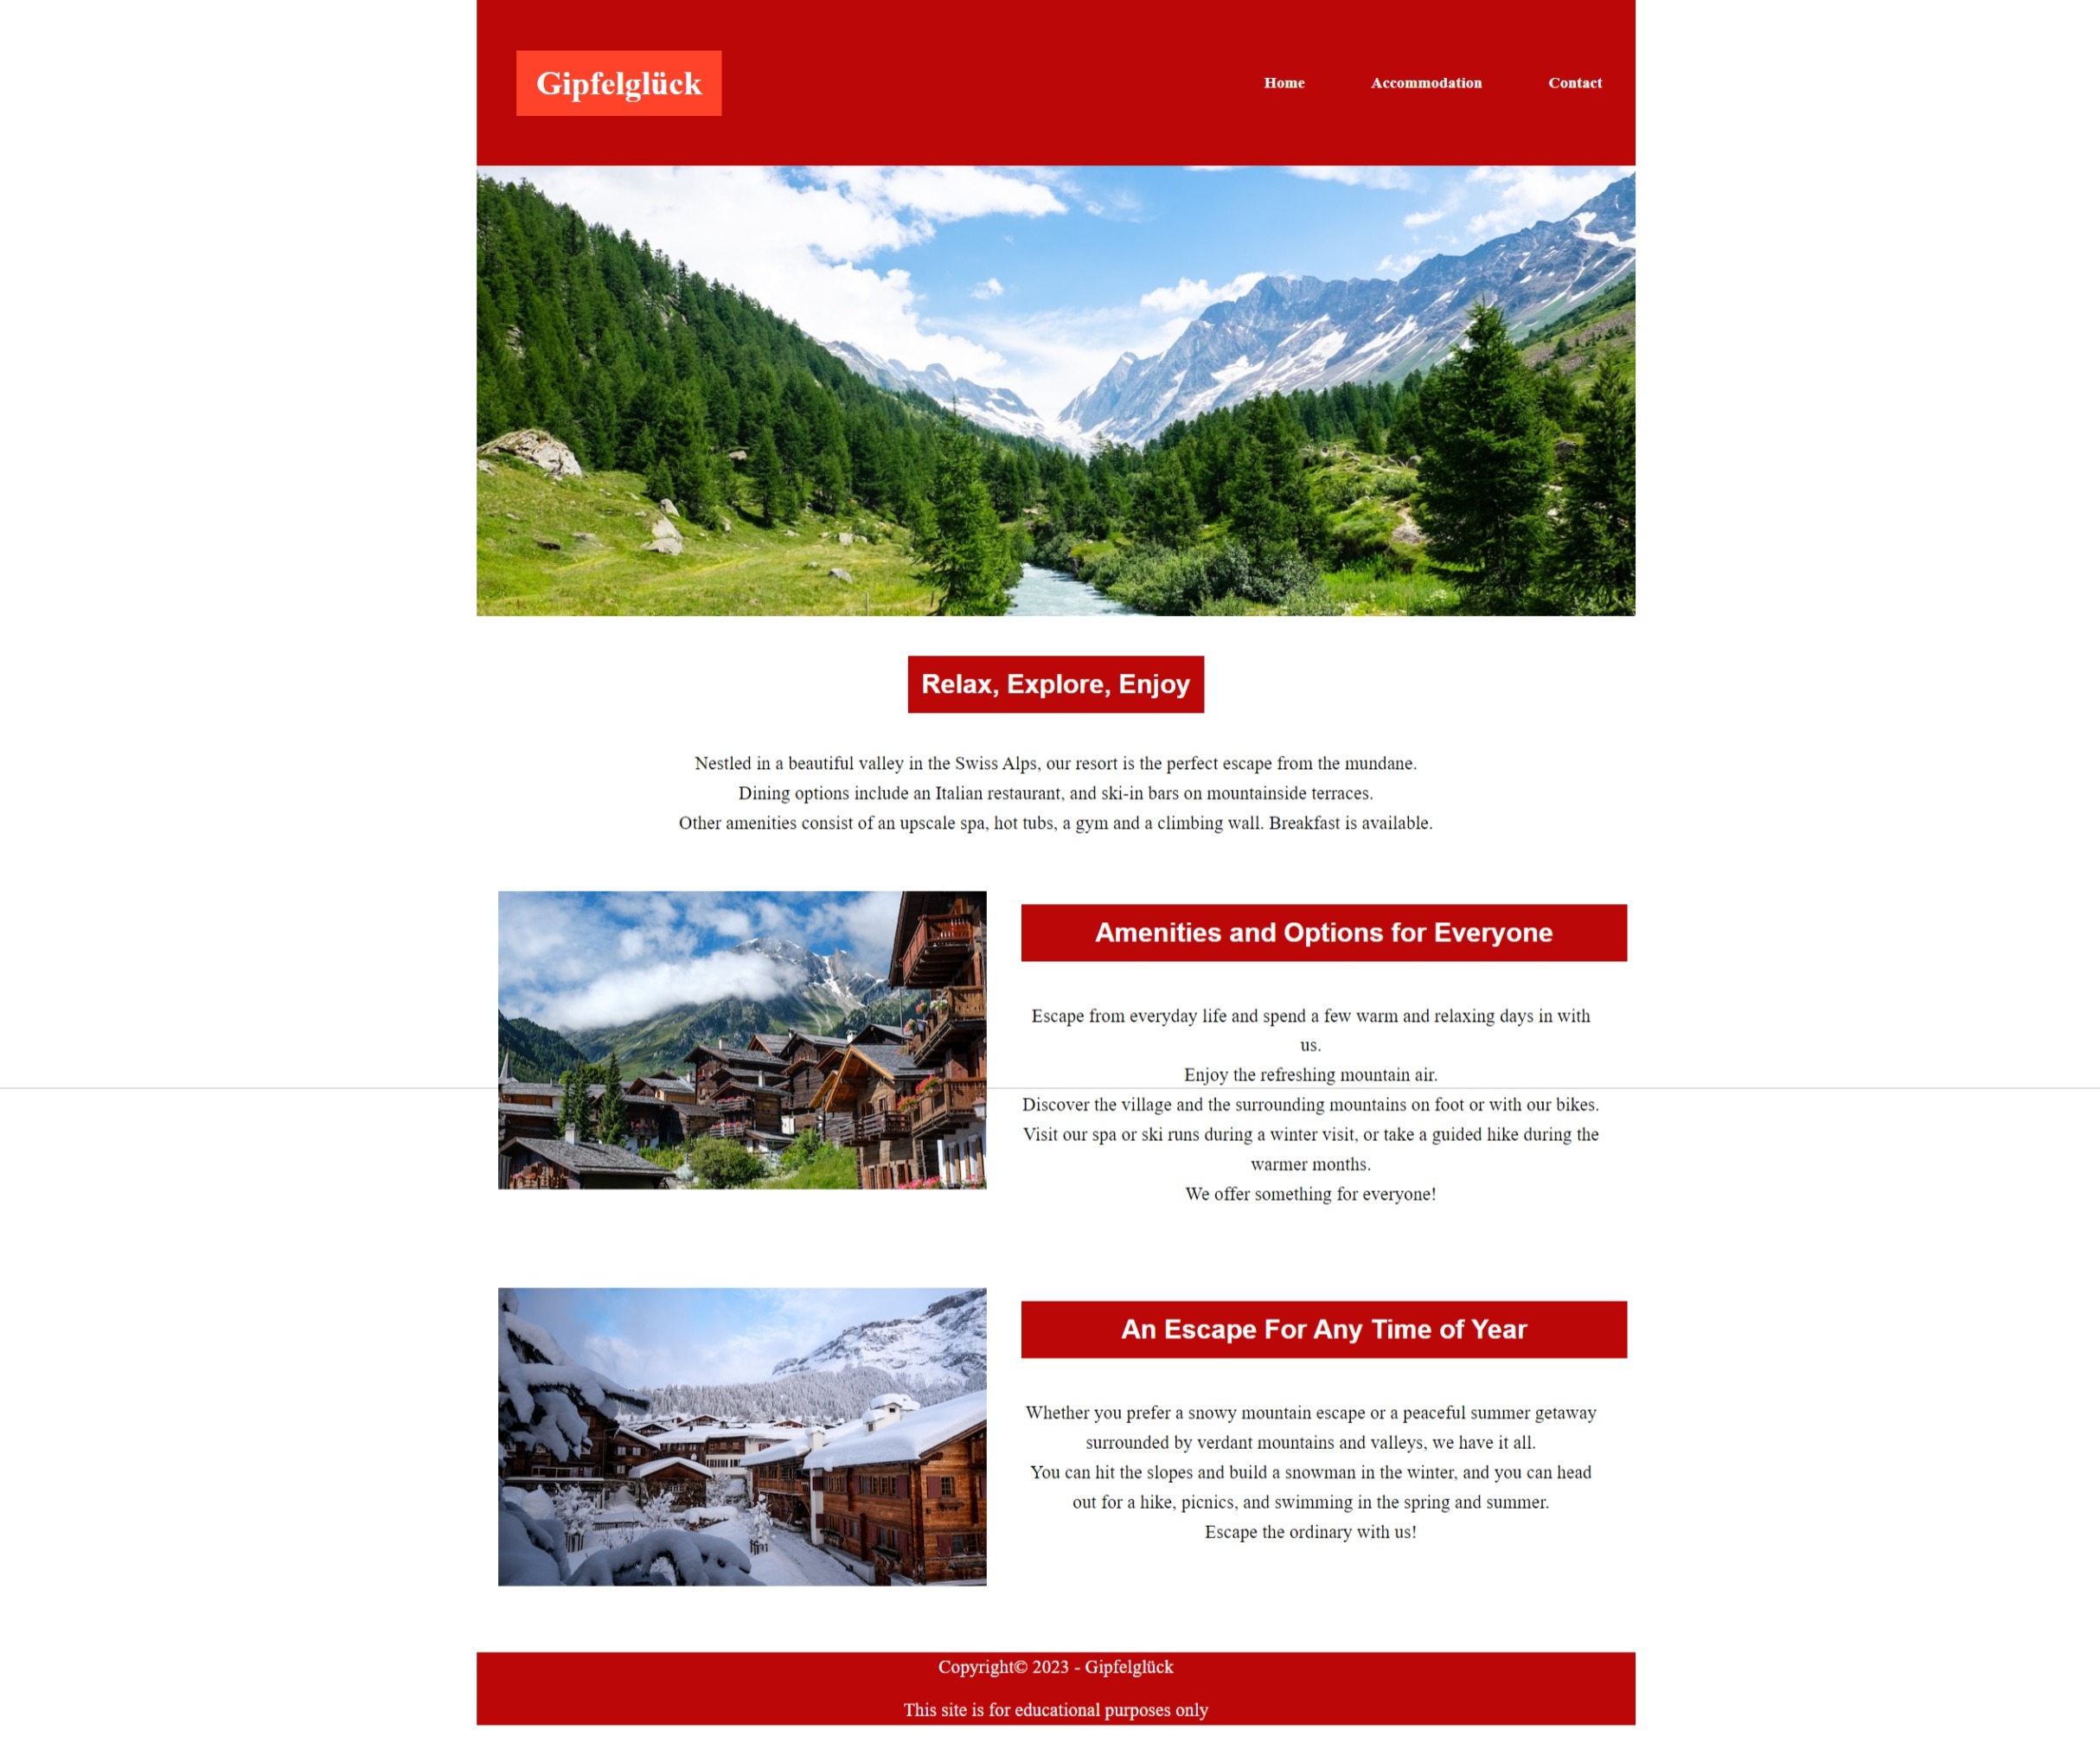 Gipfelglück
Home Accommodation Contact
Relax, Explore, Enjoy
Nestled in a beautiful valley in the Swiss Alps, our resort is the perfect escape from the mundane.
Dining options include an Italian restaurant, and ski-in bars on mountainside terraces.
Other amenities consist of an upscale spa, hot tubs, a gym and a climbing wall. Breakfast is available.
Amenities and Options for Everyone
Escape from everyday life and spend a few warm and relaxing days in with
us.
Enjoy the refreshing mountain air.
Discover the village and the surrounding mountains on foot or with our bikes.
Visit our spa or ski runs during a winter visit, or take a guided hike during the
warmer months.
We offer something for everyone!
An Escape For Any Time of Year
Whether you prefer a snowy mountain escape or a peaceful summer getaway
surrounded by verdant mountains and valleys, we have it all.
You can hit the slopes and build a snowman in the winter, and you can head
out for a hike, picnics, and swimming in the spring and summer.
Escape the ordinary with us!
Copyright© 2023 - Gipfelglück
This site is for educational purposes only